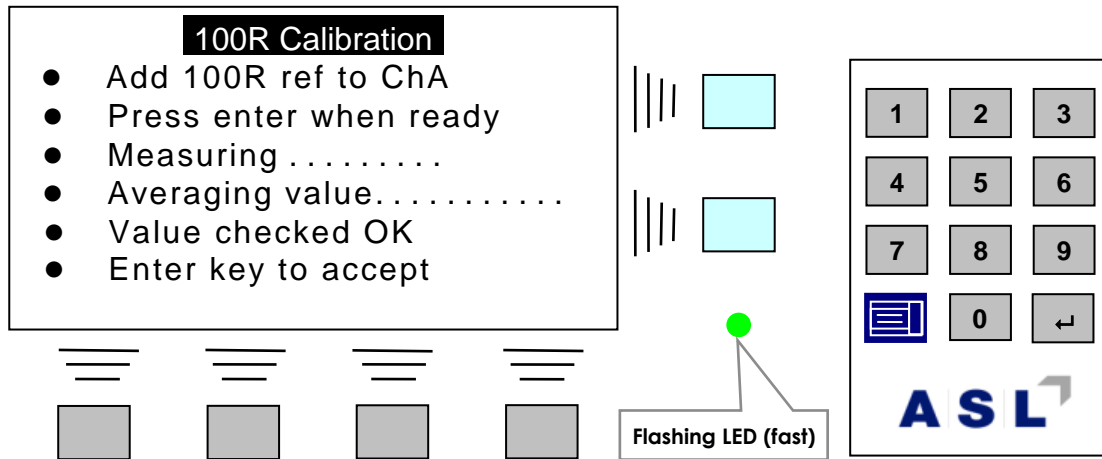 100R Calibration
● Add 100R ref to ChA
● Press enter when ready
● Measuring . . . . . . . . .
● Averaging value. . . . . . . . . . .
● Value checked OK
● Enter key to accept
Flashing LED (fast)
1 2 3
4 5 6
7 8 9
0 ↵
ASL